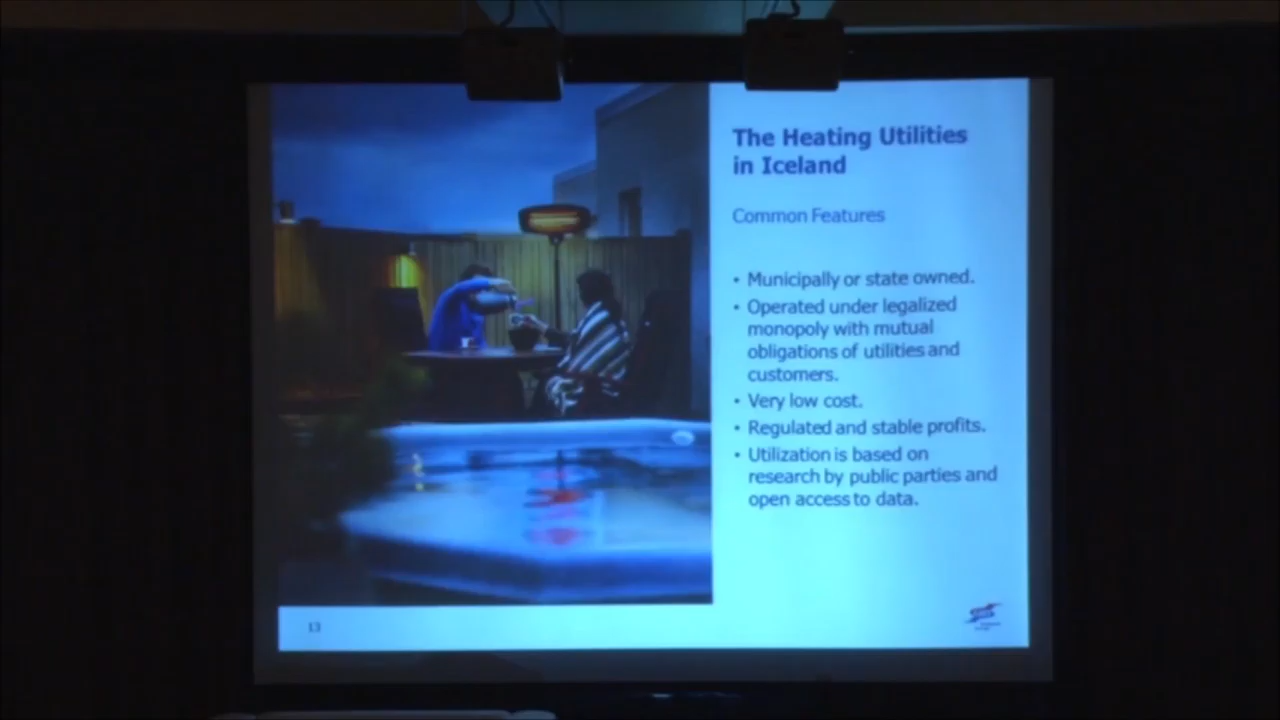 The Heating Utilities
in Iceland
Common Features
• Municipally or state owned.
• Operated under legalized
monopoly with mutual
obligations of utilities and
customers.
• Very low cost.
• Regulated and stable profits.
• Utilization is based on
research by public parties and
open access to data.
13